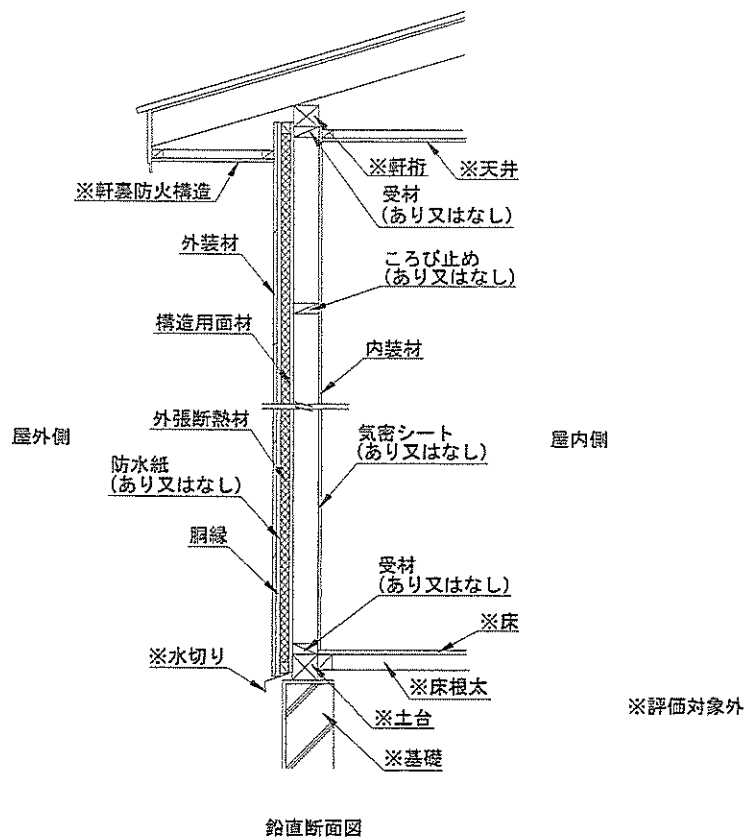 ※軒裏防火構造
※軒桁
※天井
受材
(あり又はなし)
外装材
ころび止め
(あり又はなし)
構造用面材
内装材
外張断熱材
屋外側
気密シート
(あり又はなし)
屋内側
防水紙
(あり又はなし)
胴縁
受材
(あり又はなし)
※床
※水切り
※床根太
※評価対象外
※土台
※基礎
鉛直断面図